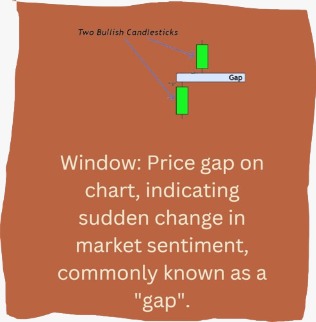 Two Bullish Candlesticks
Gap
Window: Price gap on
chart, indicating
sudden change in
market sentiment,
commonly known as a
"gap".